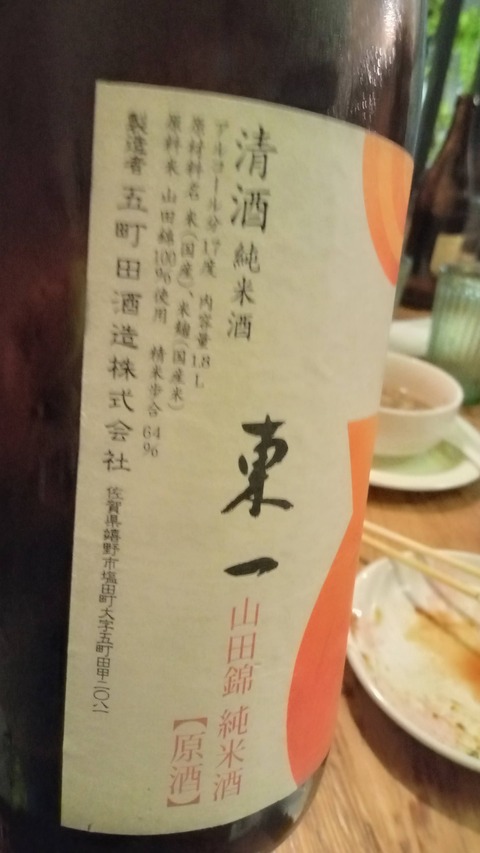 清酒 純米酒
アルコール分 17度 内容量 1.8L
原材料名 米(国産)、米麹(国産米)
原料米 山田錦100%使用 精米歩合 64%
製造者 五町田酒造株式会社 佐賀県嬉野市塩田町大字五町田甲二〇八一
東一
山田錦 純米酒
【原酒】